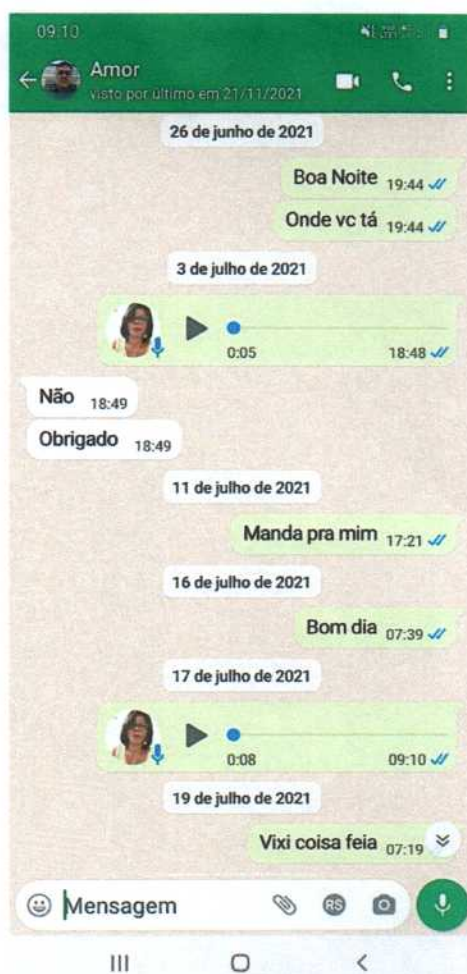 09:10
Amor
visto por último em 21/11/2021
26 de junho de 2021
Boa Noite 19:44
Onde vc tá 19:44
3 de julho de 2021
0:05 18:48
Não 18:49
Obrigado 18:49
11 de julho de 2021
Manda pra mim 17:21
16 de julho de 2021
Bom dia 07:39
17 de julho de 2021
0:08 09:10
19 de julho de 2021
Vixi coisa feia 07:19
Mensagem
RS